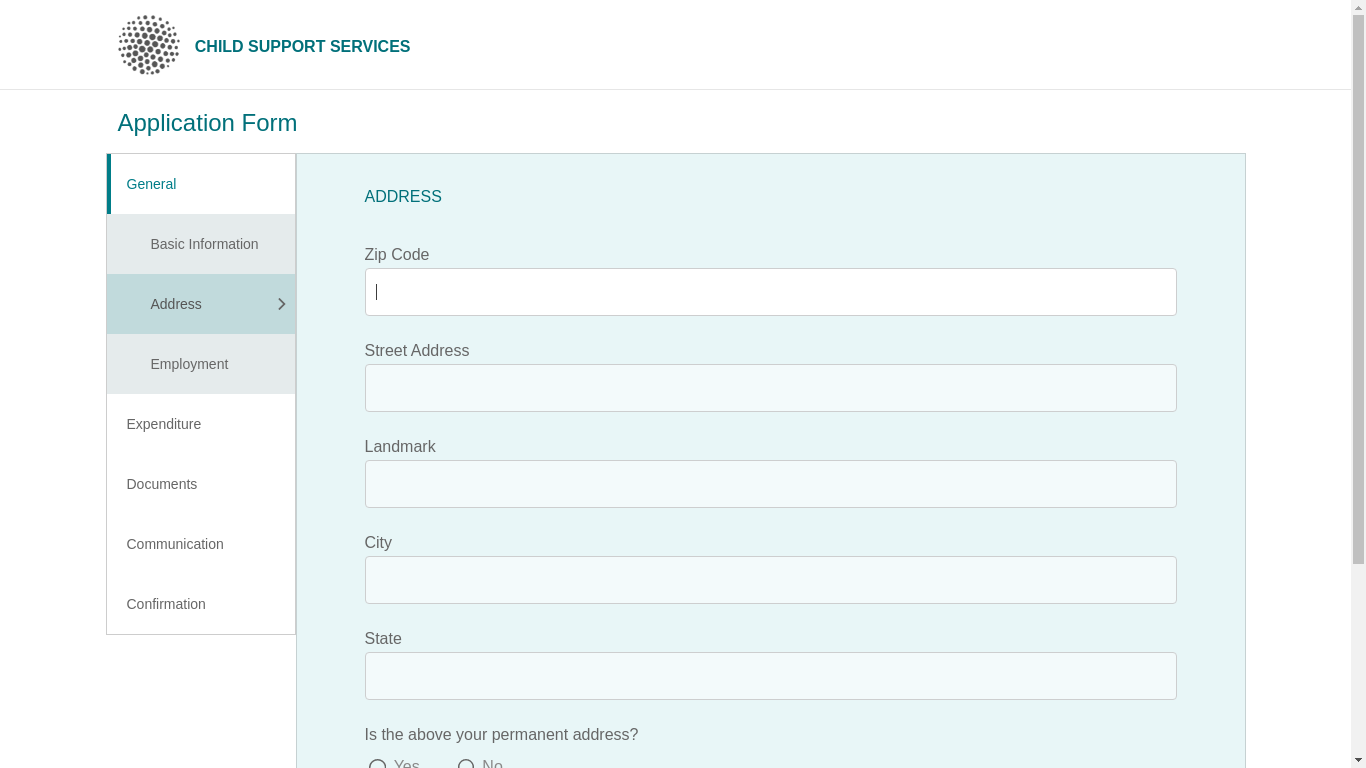 CHILD SUPPORT SERVICES
Application Form
General
Basic Information
Address
Employment
Expenditure
Documents
Communication
Confirmation
ADDRESS
Zip Code
Street Address
Landmark
City
State
Is the above your permanent address?
Yes No